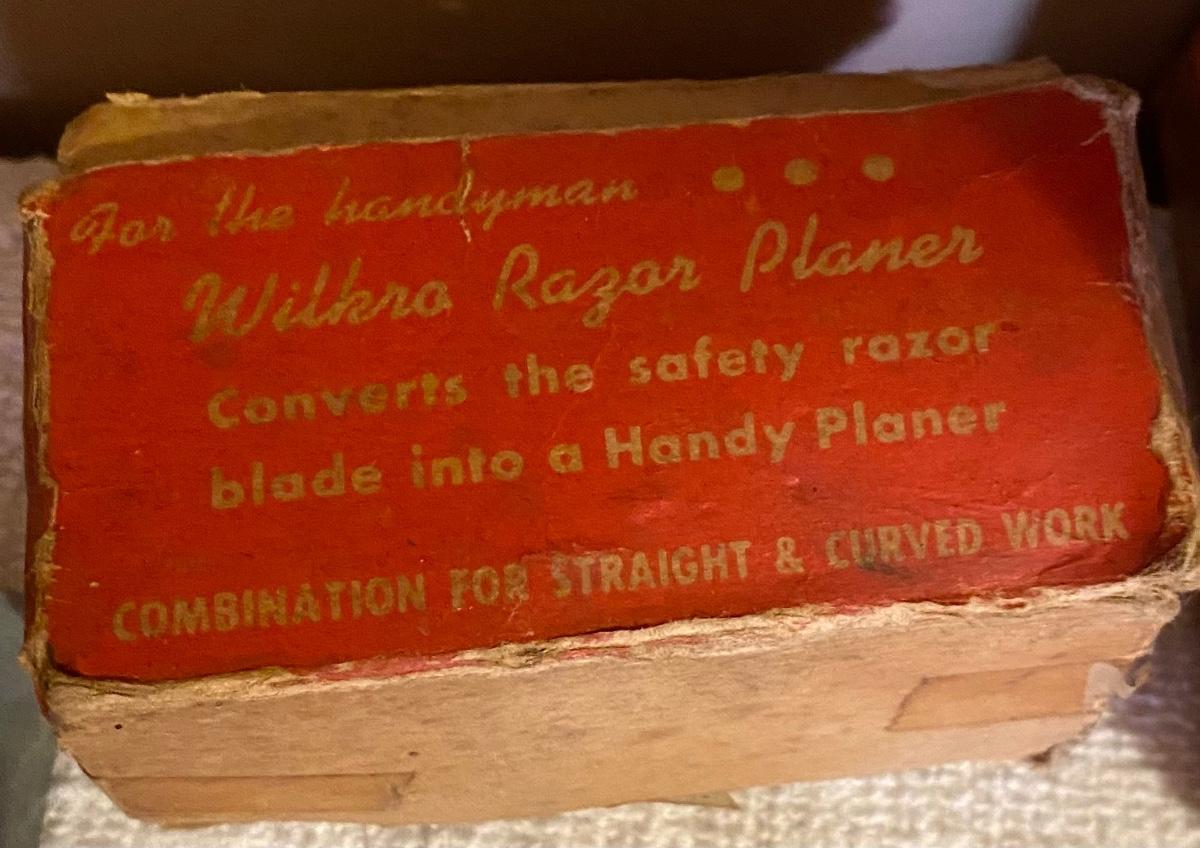 For the handyman • • •
Wilkro Razor Planer
Converts the safety razor
blade into a Handy Planer
COMBINATION FOR STRAIGHT & CURVED WORK